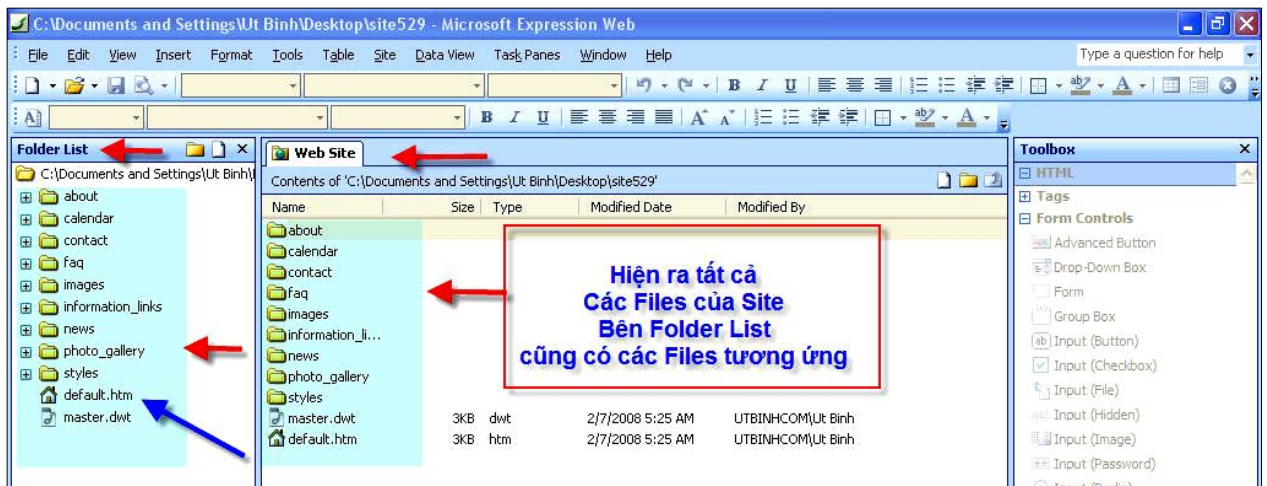 C:\Documents and Settings\Ut Binh\Desktop\site529 - Microsoft Expression Web
File Edit View Insert Format Tools Table Site Data View Task Panes Window Help
Type a question for help
B I U
B I U
Folder List
C:\Documents and Settings\Ut Binh\
about
calendar
contact
faq
images
information_links
news
photo_gallery
styles
default.htm
master.dwt
Web Site
Contents of 'C:\Documents and Settings\Ut Binh\Desktop\site529'
Name Size Type Modified Date Modified By
about
calendar
contact
faq
images
information_li...
news
photo_gallery
styles
master.dwt 3KB dwt 2/7/2008 5:25 AM UTBINHCOM\Ut Binh
default.htm 3KB htm 2/7/2008 5:25 AM UTBINHCOM\Ut Binh
Hiện ra tất cả
Các Files của Site
Bên Folder List
cũng có các Files tương ứng
Toolbox
HTML
Tags
Form Controls
Advanced Button
Drop-Down Box
Form
Group Box
Input (Button)
Input (Checkbox)
Input (File)
Input (Hidden)
Input (Image)
Input (Password)